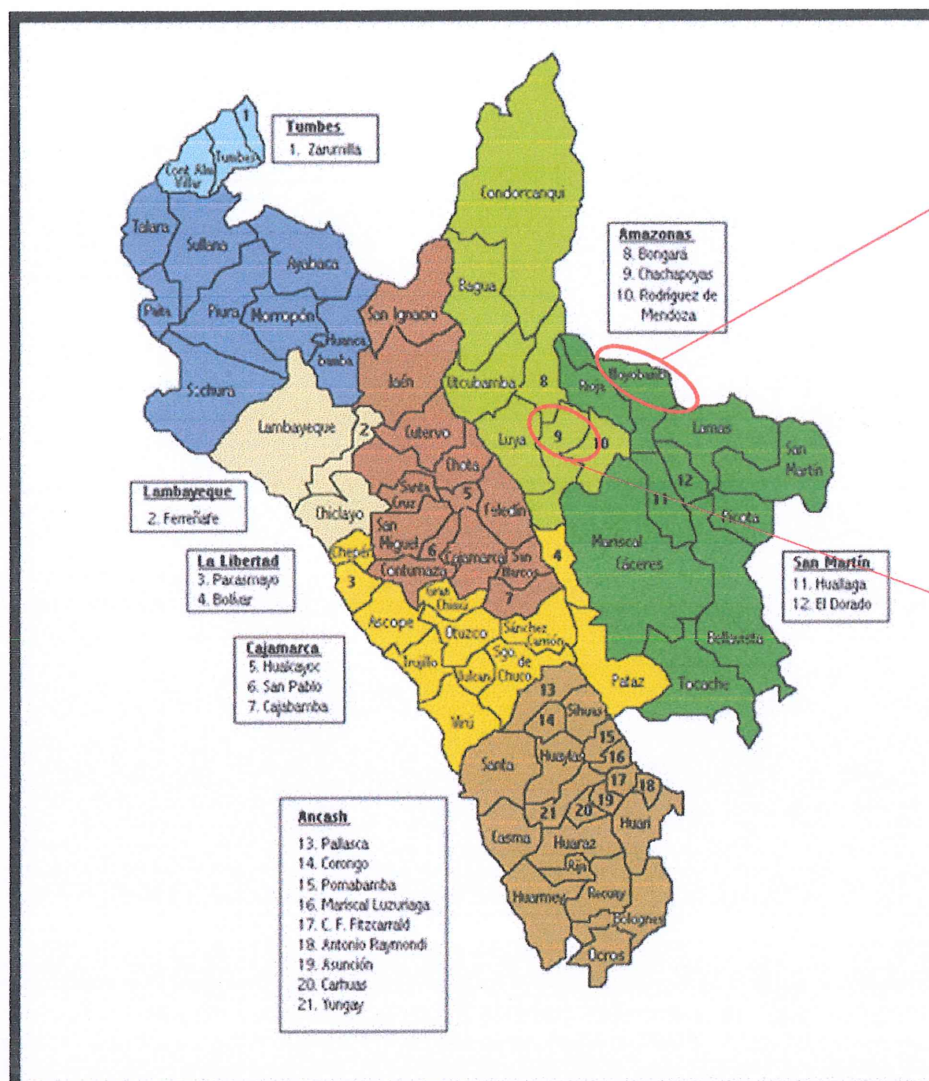 1
Tumbes
Tumbes
1. Zarumilla
Cont. Alm.
Villar
Condorcanqui
Talara
Sullana
Ayabaca
Amazonas
8. Bongará
9. Chachapoyas
10. Rodríguez de
Mendoza
Bagua
Paita
Piura
Morropón
San Ignacio
Huanca
bamba
Moyobamba
Rioja
Utcubamba
8
Jaén
Sechura
Lambayeque
2
Cutervo
Luya
9
10
Lamas
San
Martín
Chota
12
Santa
Cruz
5
Celedín
11
Picota
Lambayeque
2. Ferreñafe
Chiclayo
San
Miguel
6
Cajamarca
San
Marcos
Mariscal
Cáceres
Chepén
4
La Libertad
3. Pacasmayo
4. Bolívar
Contumaza
San Martín
11. Huallaga
12. El Dorado
3
Gran
Chimú
7
Ascope
Otuzco
Sánchez
Carrión
Bellavista
Cajamarca
5. Hualcayoc
6. San Pablo
7. Cajabamba
Trujillo
Sgo.
de
Chuco
Julcan
Pataz
Tocache
13
Sihuas
Virú
14
15
Santa
Huaylas
16
17
18
19
20
21
Huari
Ancash
13. Pallasca
14. Corongo
15. Pomabamba
16. Mariscal Luzuriaga
17. C. F. Fitzcarrald
18. Antonio Raymondi
19. Asunción
20. Carhuas
21. Yungay
Casma
Huaraz
Huarmey
Recuay
Bolognes
Ocros